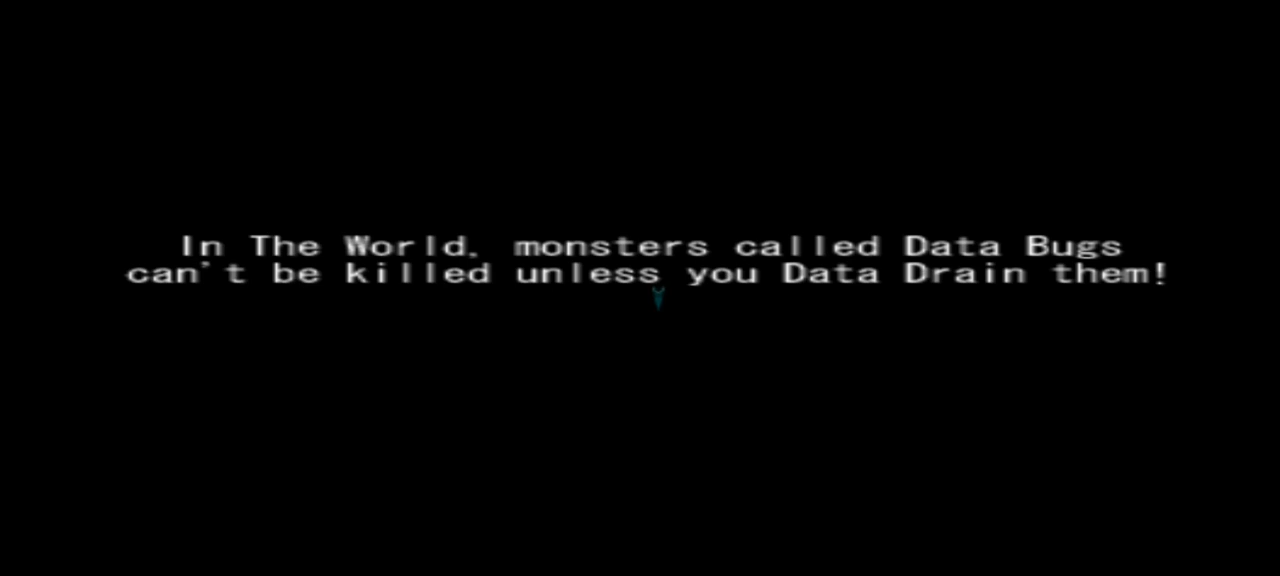 In The World, monsters called Data Bugs
can't be killed unless you Data Drain them!